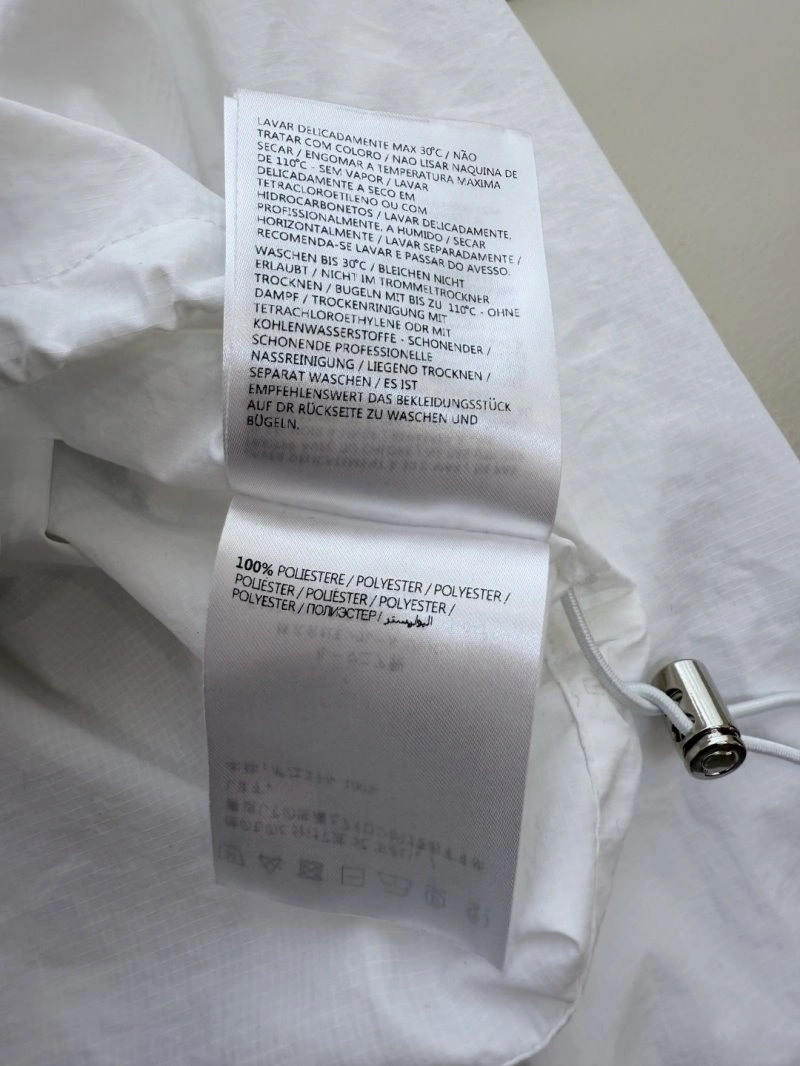 LAVAR DELICADAMENTE MAX 30°C / NÃO
TRATAR COM COLORO / NAO LISAR NAQUINA DE
SECAR / ENGOMAR A TEMPERATURA MAXIMA
DE 110°C - SEM VAPOR / LAVAR
DELICADAMENTE A SECO EM
TETRACLOROETILENO OU COM
HIDROCARBONETOS / LAVAR DELICADAMENTE,
PROFISSIONALMENTE, A HUMIDO / SECAR
HORIZONTALMENTE / LAVAR SEPARADAMENTE /
RECOMENDA-SE LAVAR E PASSAR DO AVESSO.
WASCHEN BIS 30°C / BLEICHEN NICHT
ERLAUBT / NICHT IM TROMMELTROCKNER
TROCKNEN / BUGELN MIT BIS ZU 110°C - OHNE
DAMPF / TROCKENRINIGUNG MIT
TETRACHLOROETHYLENE ODR MIT
KOHLENWASSERSTOFFE - SCHONENDER /
SCHONENDE PROFESSIONELLE
NASSREINIGUNG / LIEGENO TROCKNEN /
SEPARAT WASCHEN / ES IST
EMPFEHLENSWERT DAS BEKLEIDUNGSSTÜCK
AUF DR RÜCKSEITE ZU WASCHEN UND
BÜGELN.
100% POLIESTERE / POLYESTER / POLYESTER /
POLIÉSTER / POLIÉSTER / POLYESTER /
POLYESTER / ПОЛИЭСТЕР / البوليستر